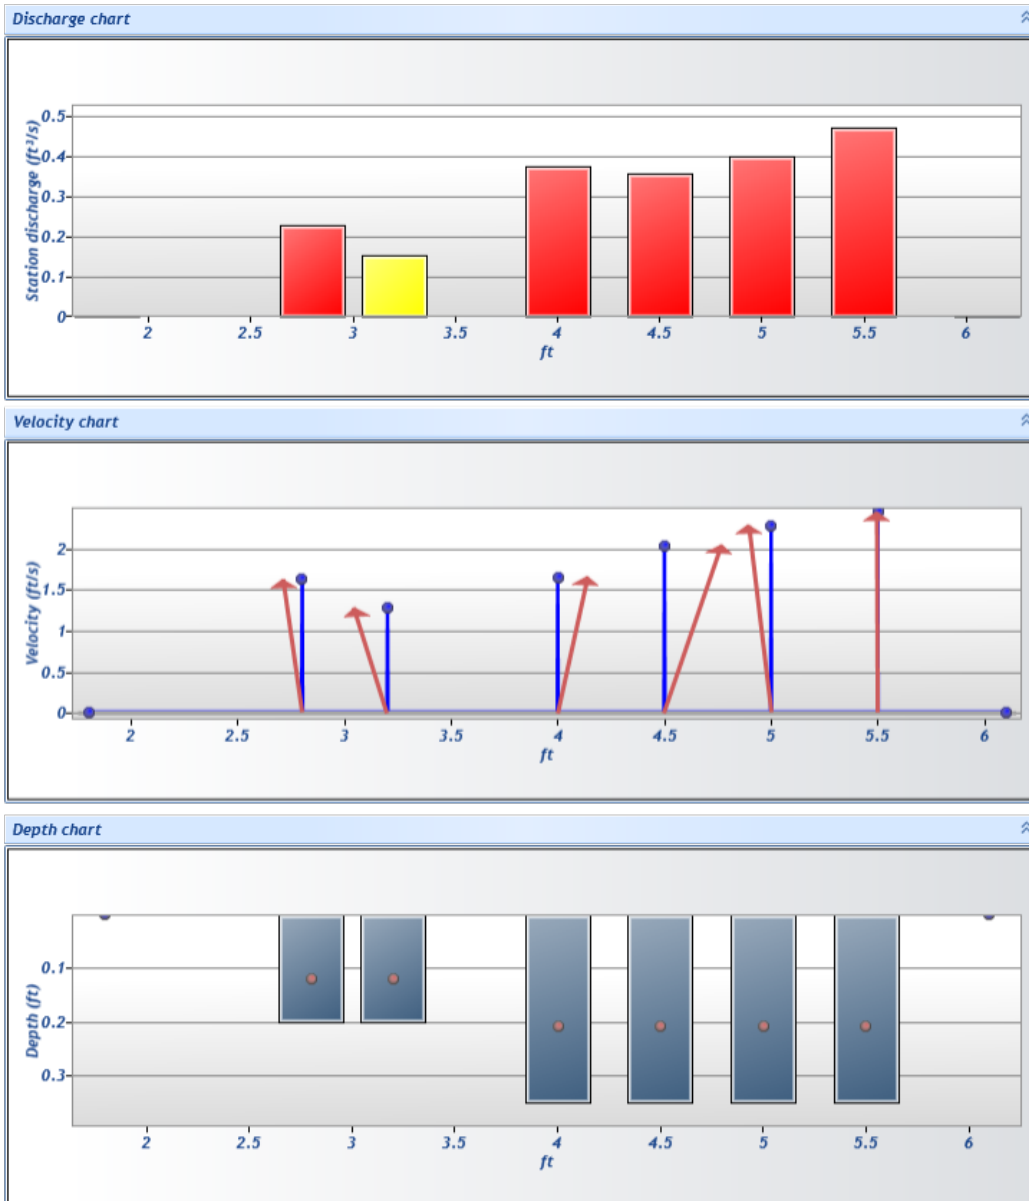 Discharge chart
Station discharge (ft³/s)
0.5
0.4
0.3
0.2
0.1
0
2 2.5 3 3.5 4 4.5 5 5.5 6
ft
Velocity chart
Velocity (ft/s)
2
1.5
1
0.5
0
2 2.5 3 3.5 4 4.5 5 5.5 6
ft
Depth chart
Depth (ft)
0.1
0.2
0.3
2 2.5 3 3.5 4 4.5 5 5.5 6
ft